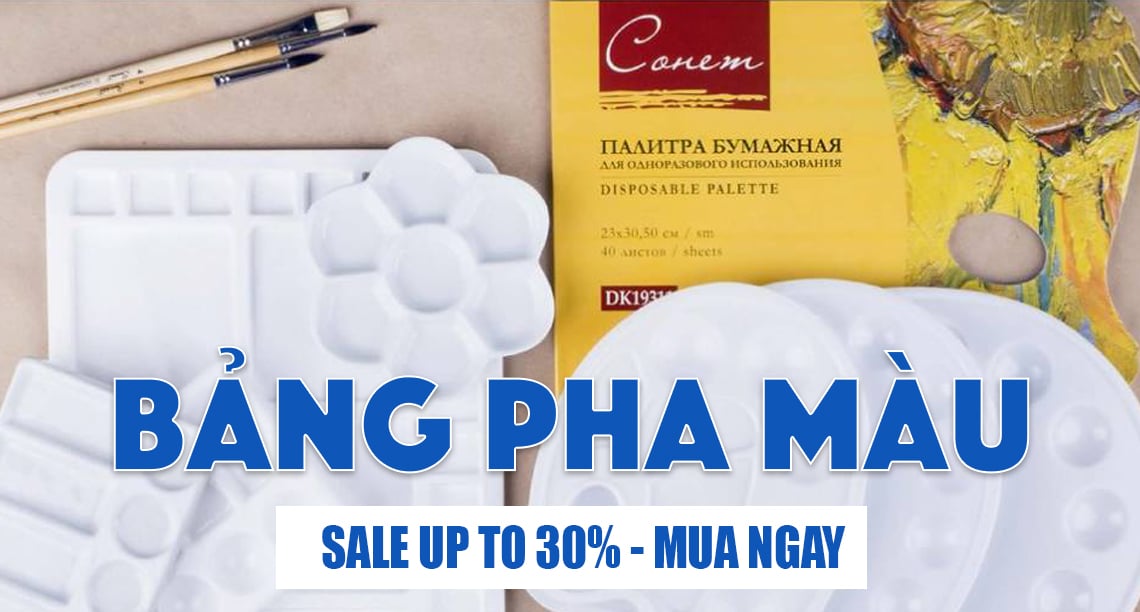 Сонет
ПАЛИТРА БУМАЖНАЯ
ДЛЯ ОДНОРАЗОВОГО ИСПОЛЬЗОВАНИЯ
DISPOSABLE PALETTE
23x30,50 см / sm
40 листов / sheets
BẢNG PHA MÀU
SALE UP TO 30% - MUA NGAY